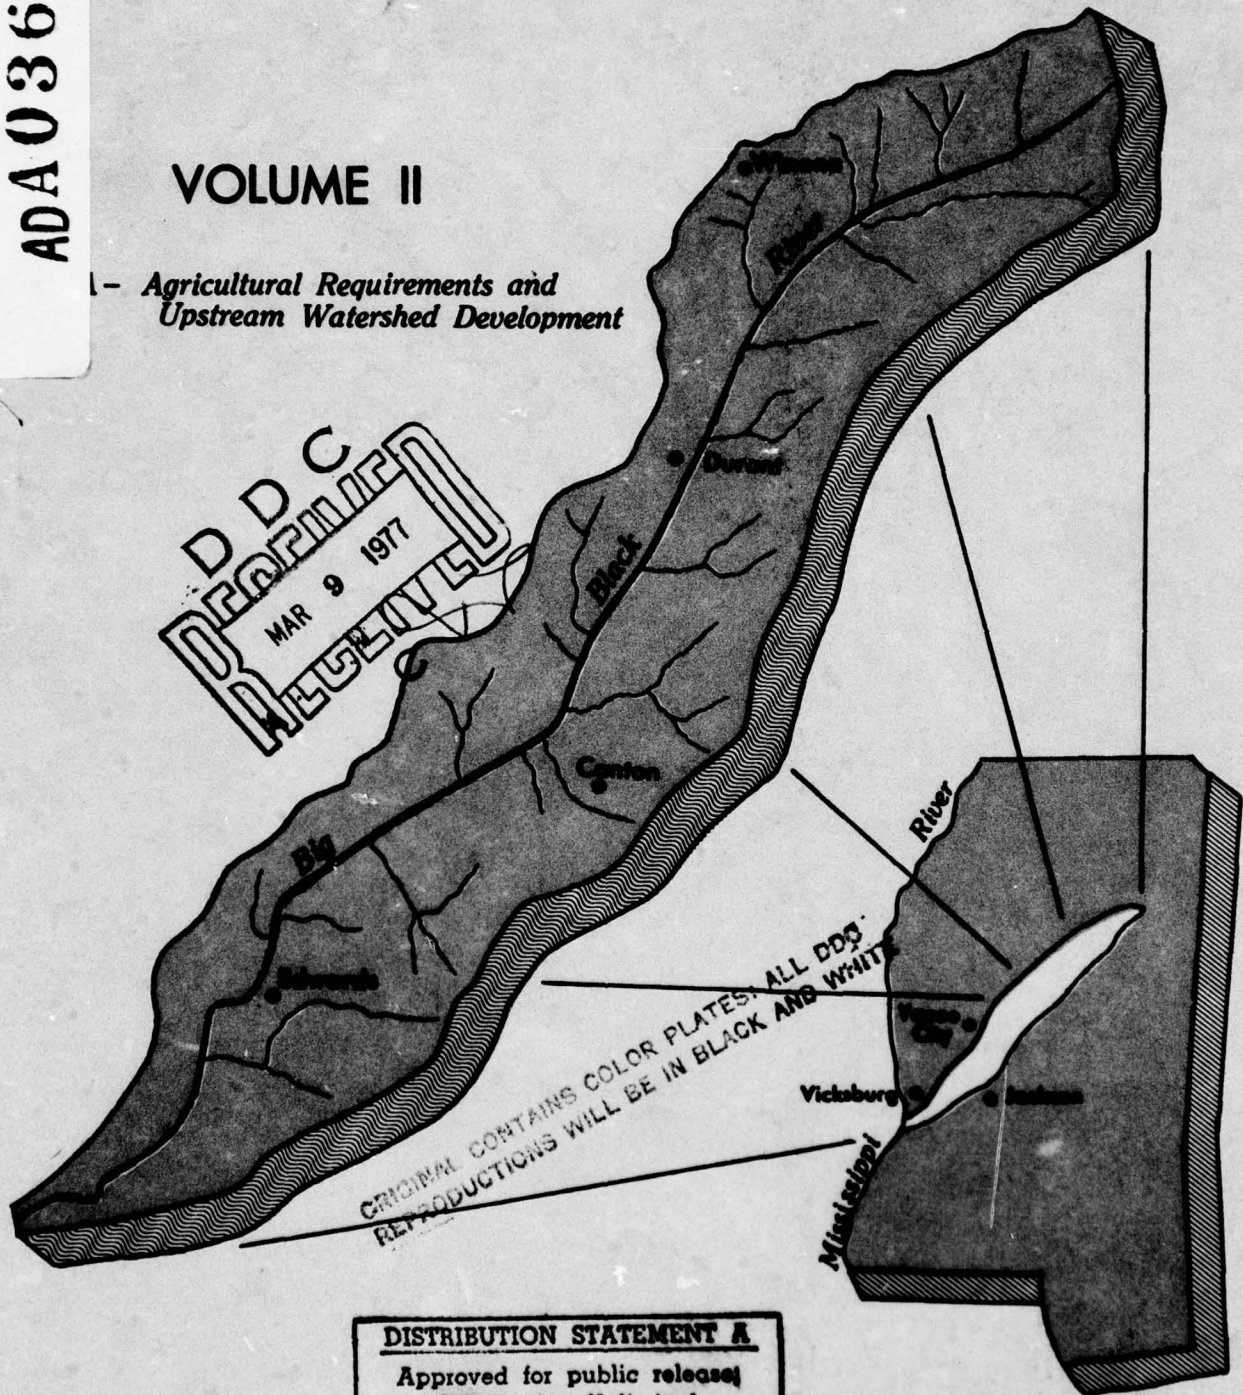 ADA036
VOLUME II
A - Agricultural Requirements and
Upstream Watershed Development
D D C
RECEIVED
MAR 9 1977
C
Winona
River
Durant
Black
Canton
Big
Edwards
River
ORIGINAL CONTAINS COLOR PLATES: ALL DDC
REPRODUCTIONS WILL BE IN BLACK AND WHITE
Yazoo
City
Vicksburg
Jackson
Mississippi
DISTRIBUTION STATEMENT A
Approved for public release;